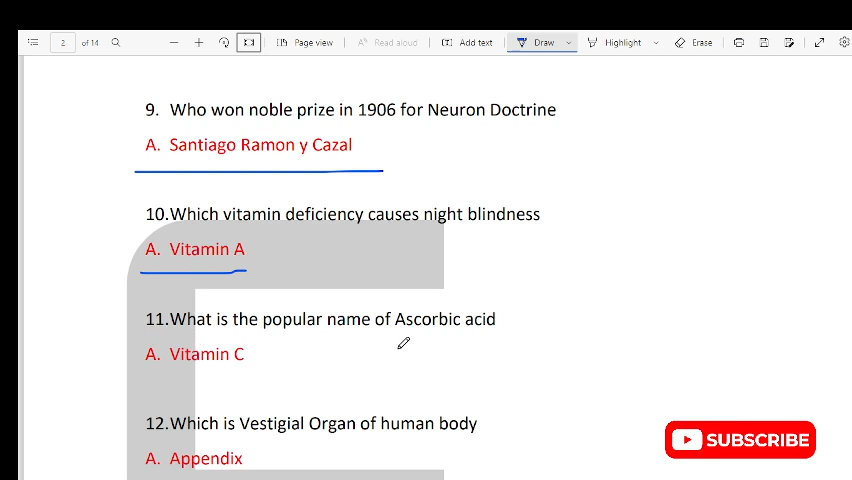 2 of 14 Page view Read aloud Add text Draw Highlight Erase
9. Who won noble prize in 1906 for Neuron Doctrine
A. Santiago Ramon y Cazal
10.Which vitamin deficiency causes night blindness
A. Vitamin A
11.What is the popular name of Ascorbic acid
A. Vitamin C
12.Which is Vestigial Organ of human body
A. Appendix
SUBSCRIBE